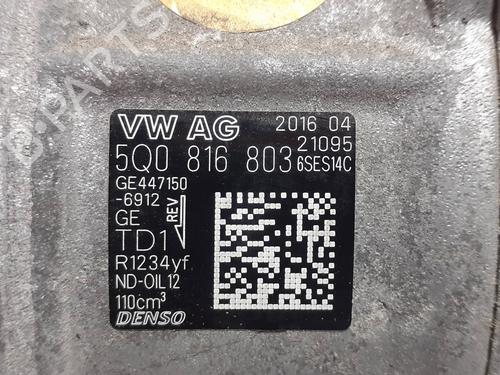 VW AG 2016 04
21095
5Q0 816 803 6SES14C
GE447150
-6912
GE REV
TD1
R1234yf
ND-OIL12
110cm³
DENSO
B-PARTS